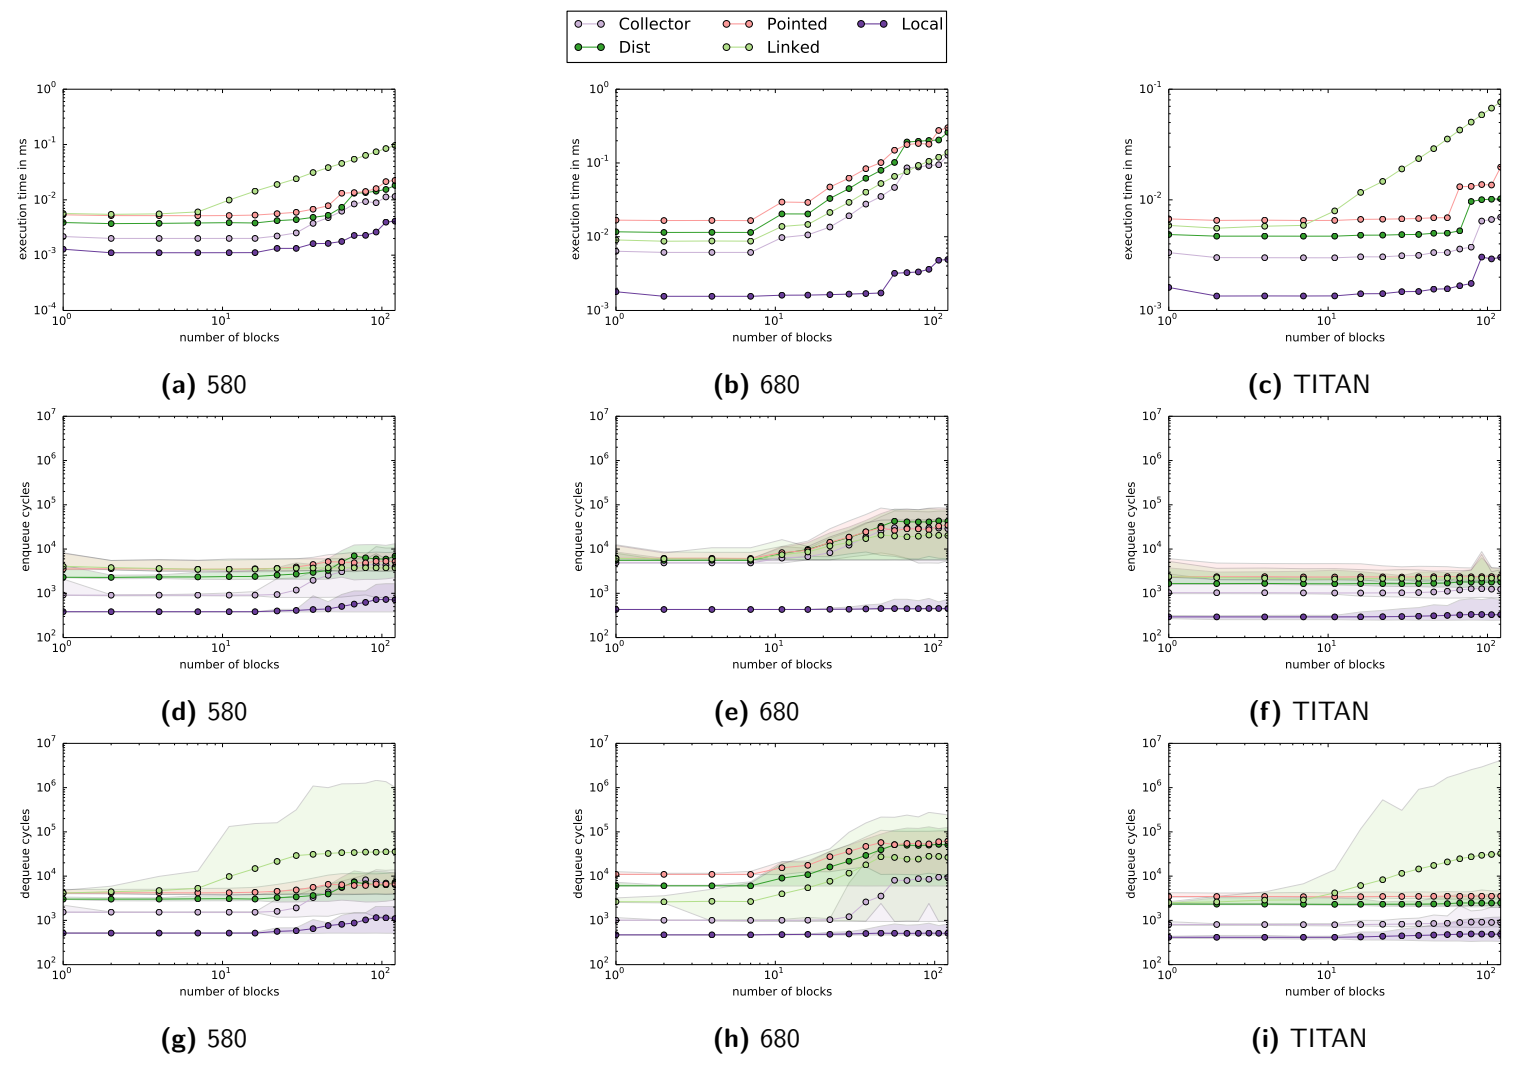 Collector Pointed Local
Dist Linked
10^0
10^-1
10^-2
10^-3
10^-4
execution time in ms
10^0 10^1 10^2
number of blocks
(a) 580
10^0
10^-1
10^-2
10^-3
execution time in ms
10^0 10^1 10^2
number of blocks
(b) 680
10^-1
10^-2
10^-3
execution time in ms
10^0 10^1 10^2
number of blocks
(c) TITAN
10^7
10^6
10^5
10^4
10^3
10^2
enqueue cycles
10^0 10^1 10^2
number of blocks
(d) 580
10^7
10^6
10^5
10^4
10^3
10^2
enqueue cycles
10^0 10^1 10^2
number of blocks
(e) 680
10^7
10^6
10^5
10^4
10^3
10^2
enqueue cycles
10^0 10^1 10^2
number of blocks
(f) TITAN
10^7
10^6
10^5
10^4
10^3
10^2
dequeue cycles
10^0 10^1 10^2
number of blocks
(g) 580
10^7
10^6
10^5
10^4
10^3
10^2
dequeue cycles
10^0 10^1 10^2
number of blocks
(h) 680
10^7
10^6
10^5
10^4
10^3
10^2
dequeue cycles
10^0 10^1 10^2
number of blocks
(i) TITAN